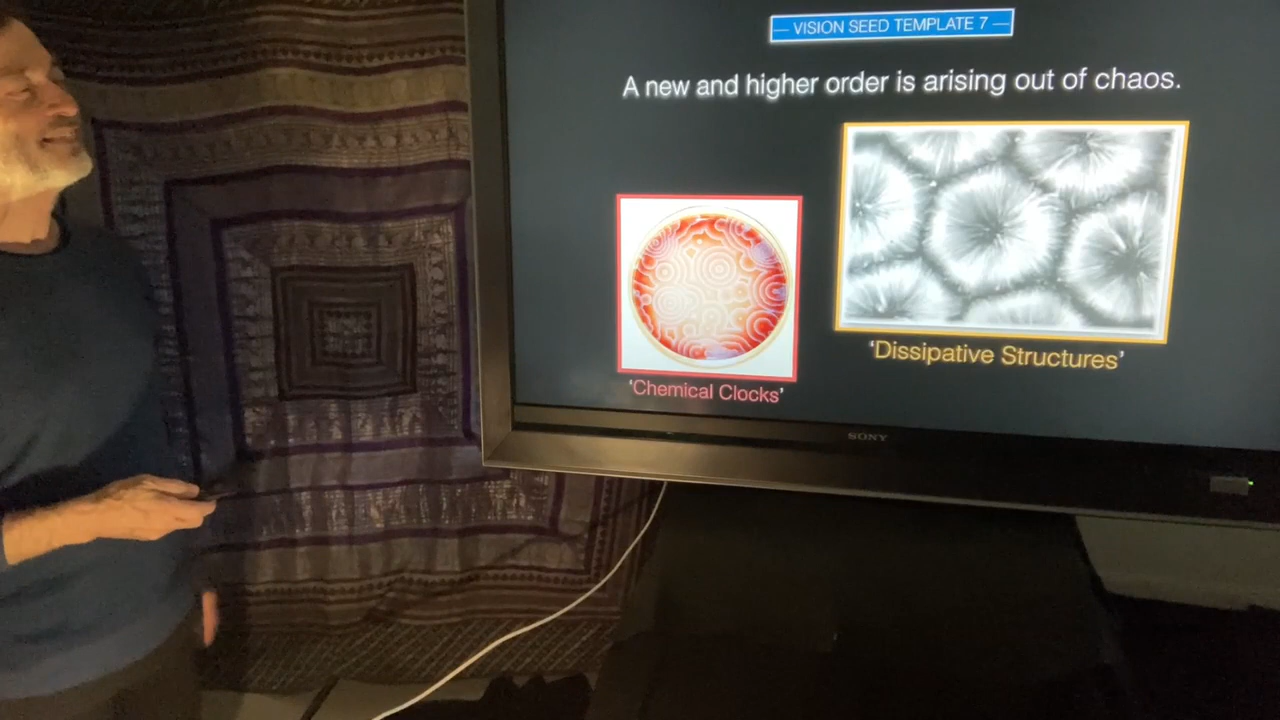 — VISION SEED TEMPLATE 7 —
A new and higher order is arising out of chaos.
'Dissipative Structures'
'Chemical Clocks'
SONY